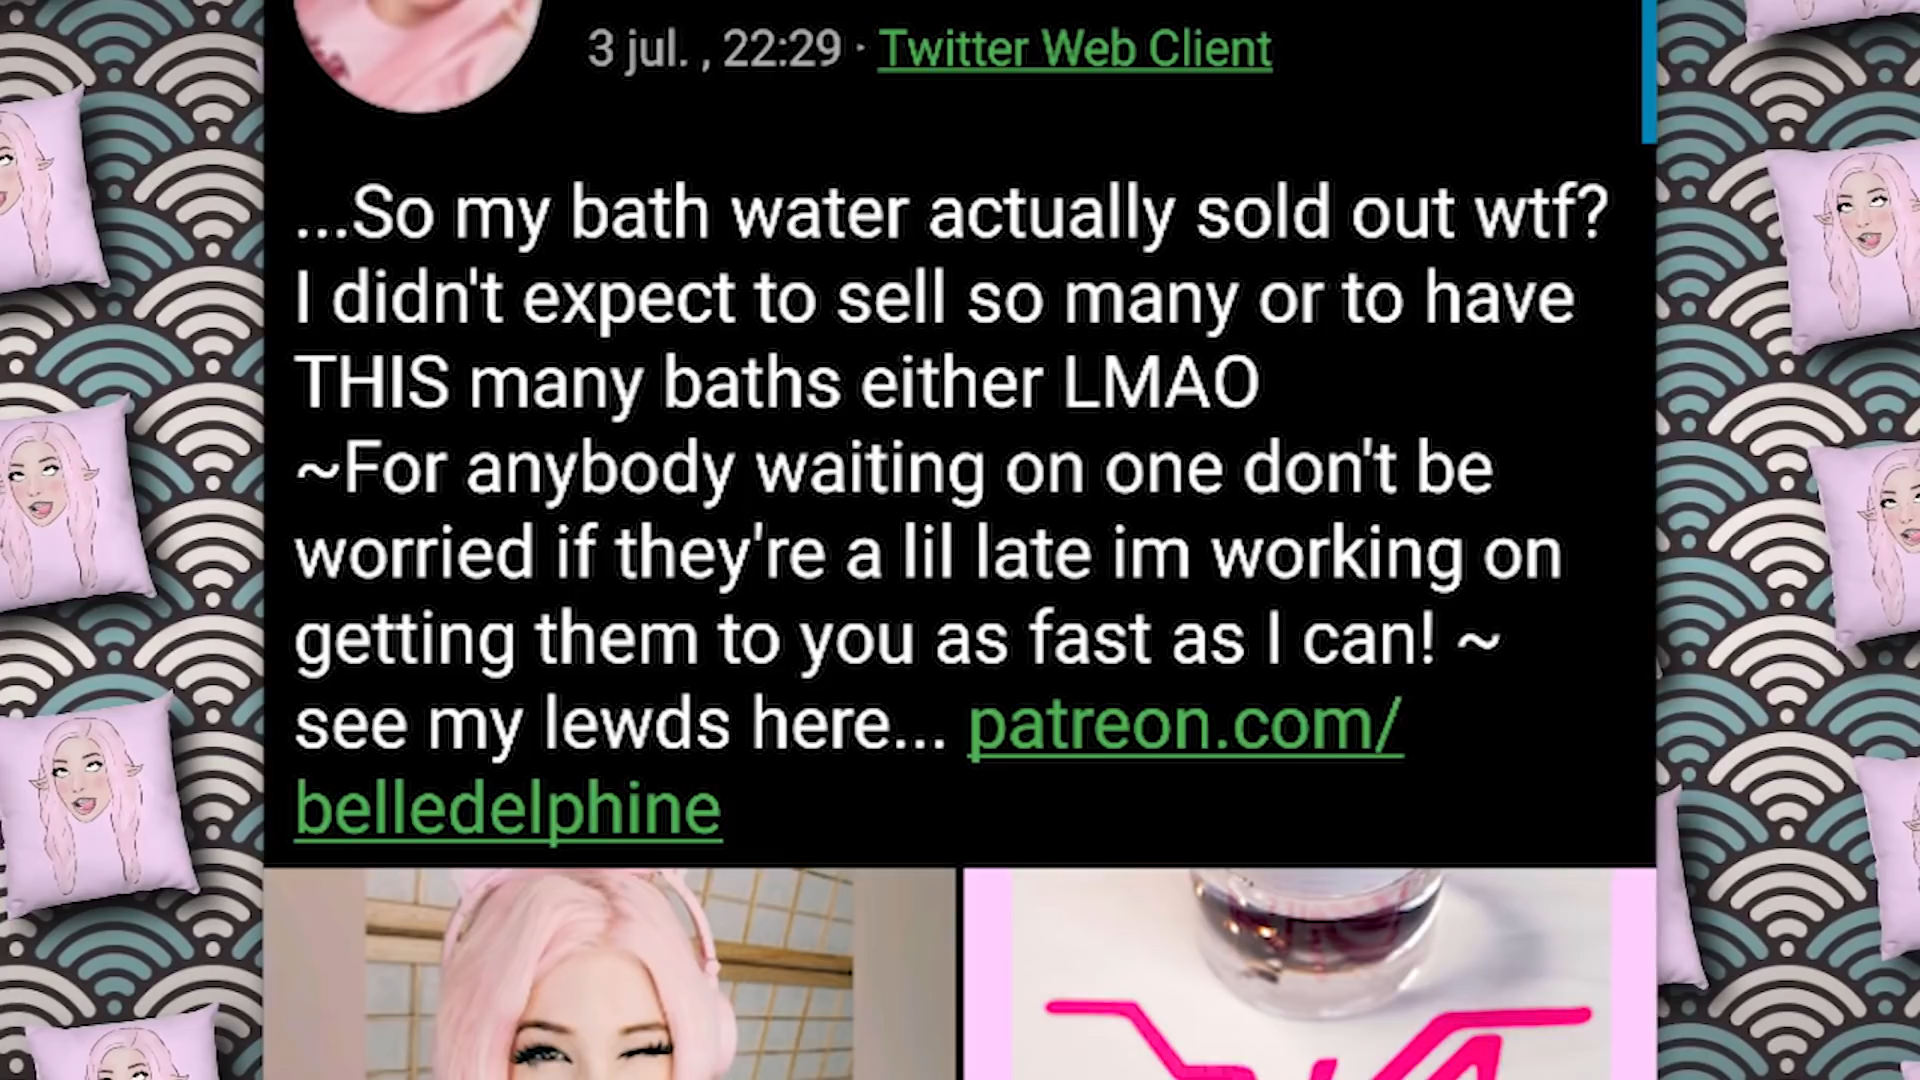 3 jul. , 22:29 · Twitter Web Client
...So my bath water actually sold out wtf?
I didn't expect to sell so many or to have
THIS many baths either LMAO
~For anybody waiting on one don't be
worried if they're a lil late im working on
getting them to you as fast as I can! ~
see my lewds here... patreon.com/
belledelphine